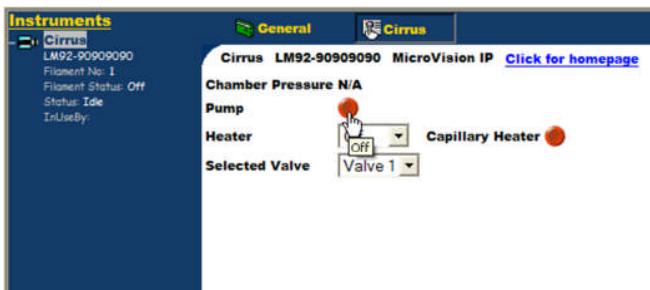 Instruments
Cirrus
LM92-90909090
Filament No: 1
Filament Status: Off
Status: Idle
InUseBy:
General
Cirrus
Cirrus LM92-90909090 MicroVision IP Click for homepage
Chamber Pressure N/A
Pump
Heater
Off
Capillary Heater
Selected Valve
Valve 1